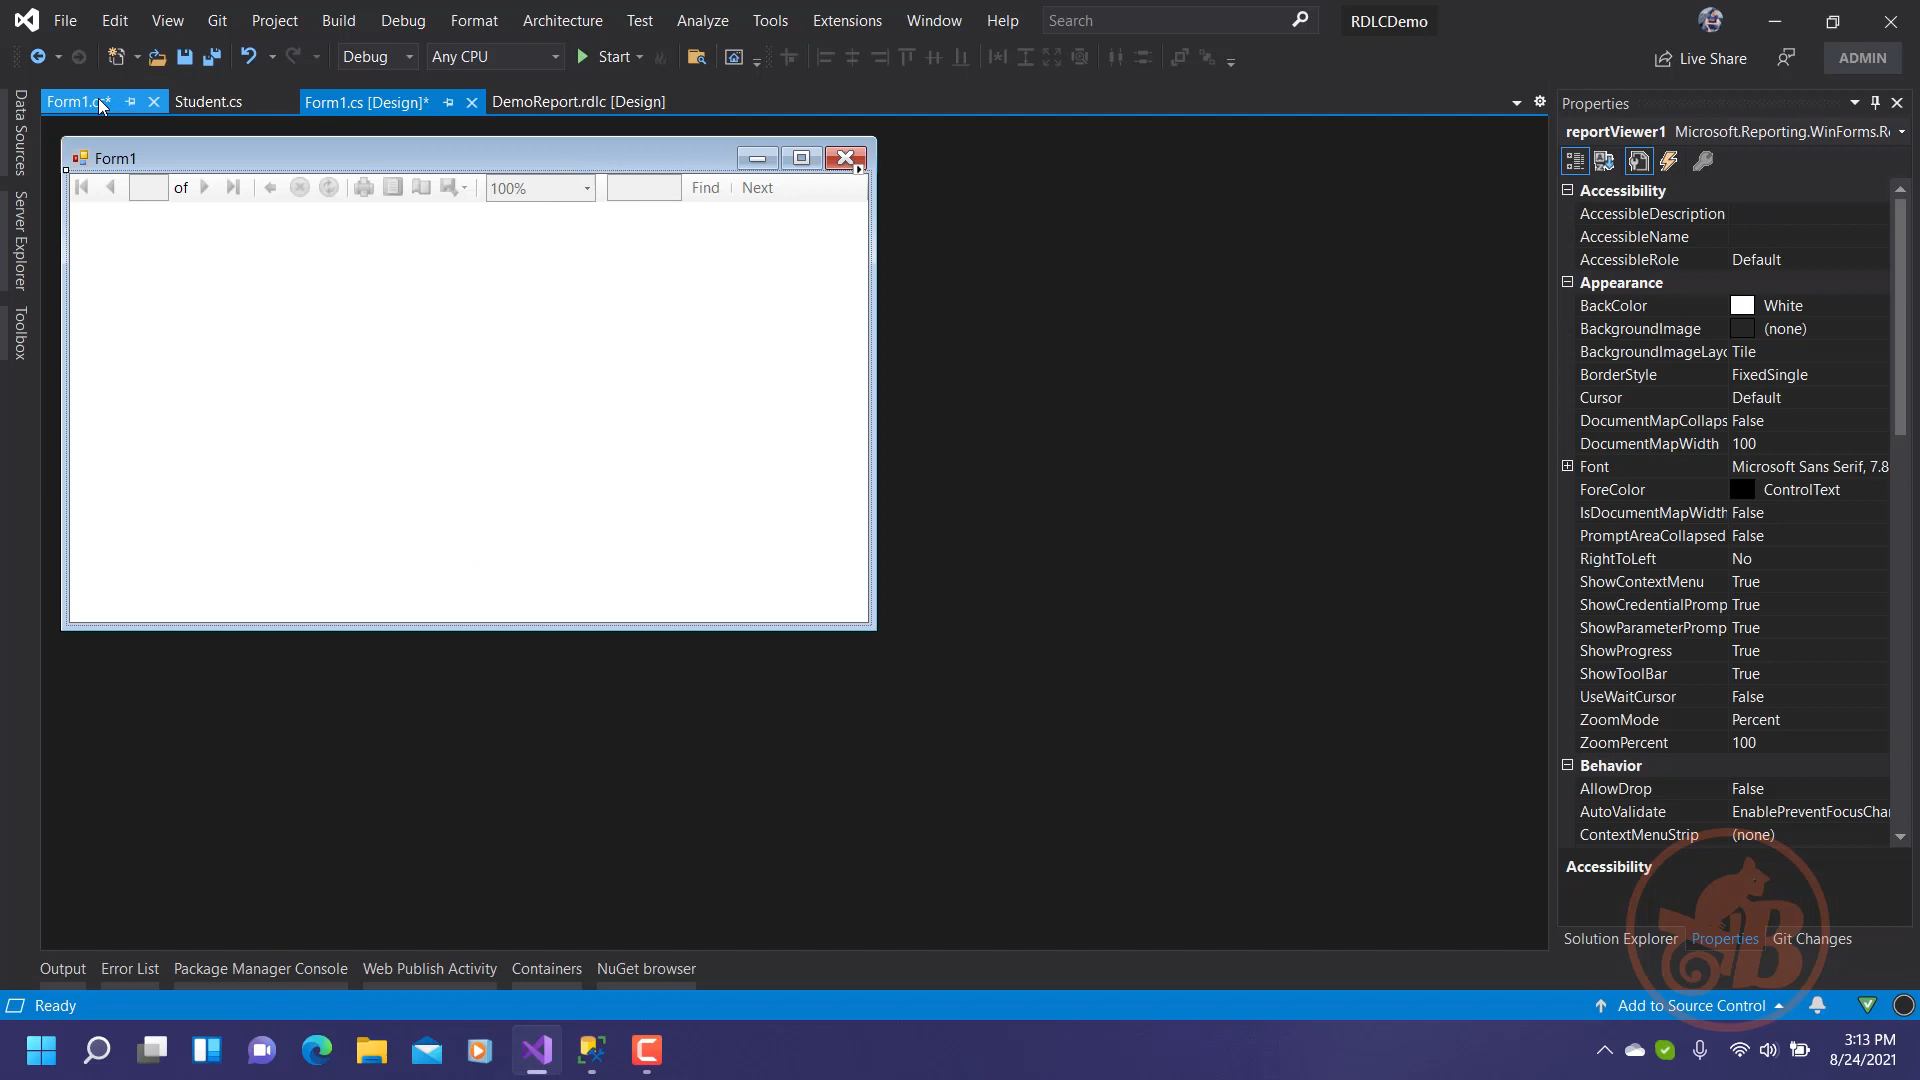 File Edit View Git Project Build Debug Format Architecture Test Analyze Tools Extensions Window Help Search RDLCDemo
Debug Any CPU Start Live Share ADMIN
Form1.cs* Student.cs Form1.cs [Design]* DemoReport.rdlc [Design]
Data Sources
Server Explorer
Toolbox
Form1
of 100% Find Next
Properties
reportViewer1 Microsoft.Reporting.WinForms.R
Accessibility
AccessibleDescription
AccessibleName
AccessibleRole Default
Appearance
BackColor White
BackgroundImage (none)
BackgroundImageLayo Tile
BorderStyle FixedSingle
Cursor Default
DocumentMapCollaps False
DocumentMapWidth 100
Font Microsoft Sans Serif, 7.8
ForeColor ControlText
IsDocumentMapWidth False
PromptAreaCollapsed False
RightToLeft No
ShowContextMenu True
ShowCredentialPromp True
ShowParameterPromp True
ShowProgress True
ShowToolBar True
UseWaitCursor False
ZoomMode Percent
ZoomPercent 100
Behavior
AllowDrop False
AutoValidate EnablePreventFocusCha
ContextMenuStrip (none)
Accessibility
Solution Explorer Properties Git Changes
Output Error List Package Manager Console Web Publish Activity Containers NuGet browser
Ready Add to Source Control
3:13 PM
8/24/2021